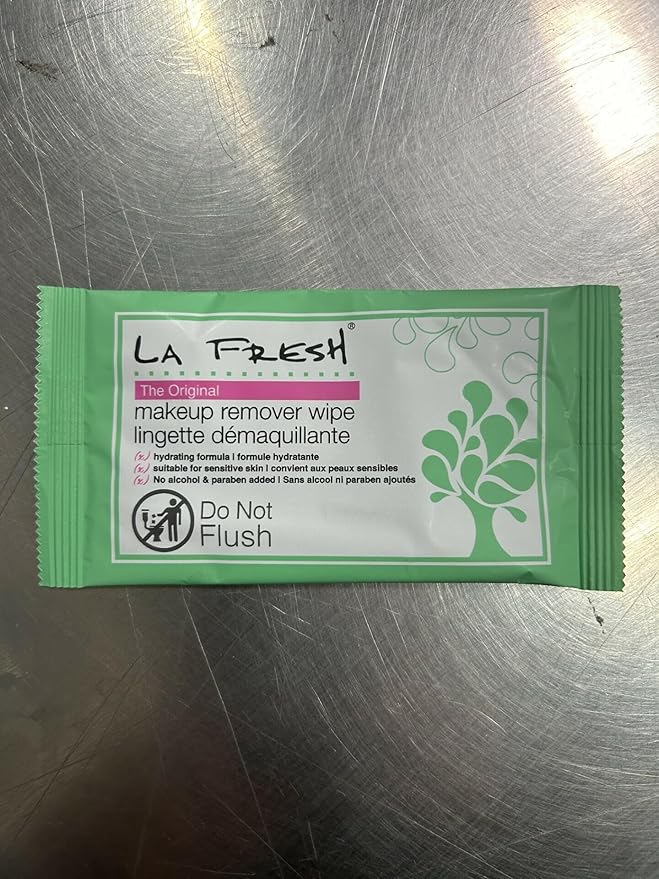 LA FRESH®
The Original
makeup remover wipe
lingette démaquillante
(x) hydrating formula | formule hydratante
(x) suitable for sensitive skin | convient aux peaux sensibles
(x) No alcohol & paraben added | Sans alcool ni paraben ajoutés
Do Not
Flush